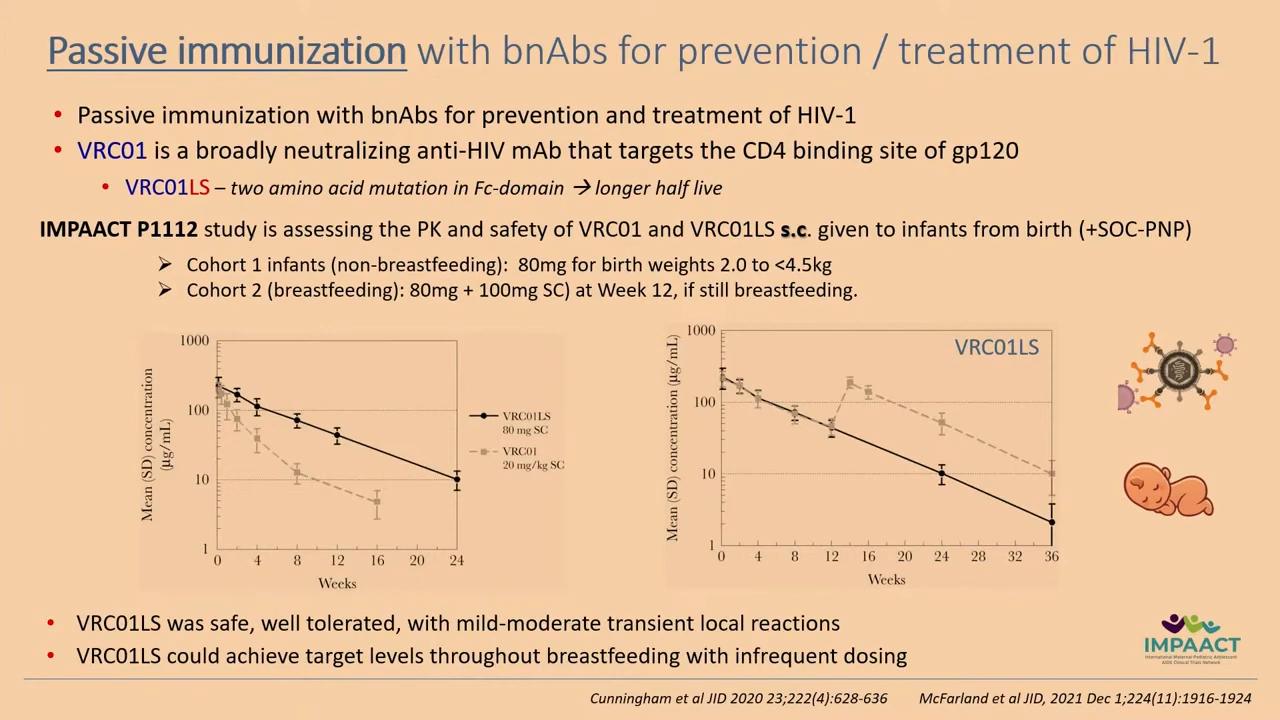 Passive immunization with bnAbs for prevention / treatment of HIV-1
• Passive immunization with bnAbs for prevention and treatment of HIV-1
• VRC01 is a broadly neutralizing anti-HIV mAb that targets the CD4 binding site of gp120
• VRC01LS – two amino acid mutation in Fc-domain → longer half live
IMPAACT P1112 study is assessing the PK and safety of VRC01 and VRC01LS s.c. given to infants from birth (+SOC-PNP)
➢ Cohort 1 infants (non-breastfeeding): 80mg for birth weights 2.0 to <4.5kg
➢ Cohort 2 (breastfeeding): 80mg + 100mg SC) at Week 12, if still breastfeeding.
Mean (SD) concentration
(µg/mL)
1000
100
10
1
0 4 8 12 16 20 24
Weeks
VRC01LS
80 mg SC
VRC01
20 mg/kg SC
Mean (SD) concentration (µg/mL)
1000
100
10
1
VRC01LS
0 4 8 12 16 20 24 28 32 36
Weeks
• VRC01LS was safe, well tolerated, with mild-moderate transient local reactions
• VRC01LS could achieve target levels throughout breastfeeding with infrequent dosing
IMPAACT
International Maternal Pediatric Adolescent
AIDS Clinical Trials Network
Cunningham et al JID 2020 23;222(4):628-636
McFarland et al JID, 2021 Dec 1;224(11):1916-1924